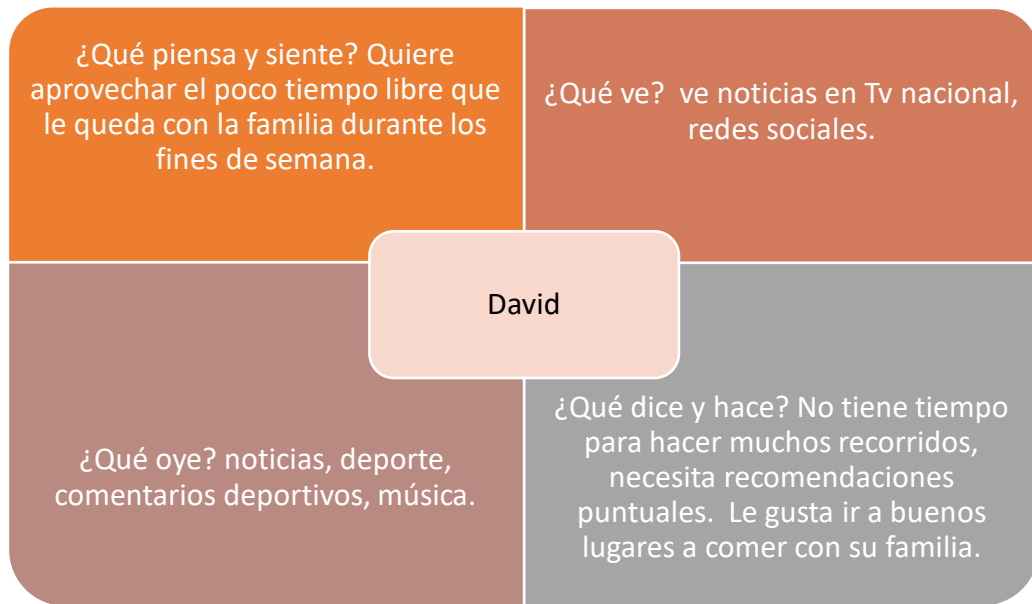 ¿Qué piensa y siente? Quiere
aprovechar el poco tiempo libre que
le queda con la familia durante los
fines de semana.
¿Qué ve?  ve noticias en Tv nacional,
redes sociales.
David
¿Qué oye? noticias, deporte,
comentarios deportivos, música.
¿Qué dice y hace? No tiene tiempo
para hacer muchos recorridos,
necesita recomendaciones
puntuales.  Le gusta ir a buenos
lugares a comer con su familia.